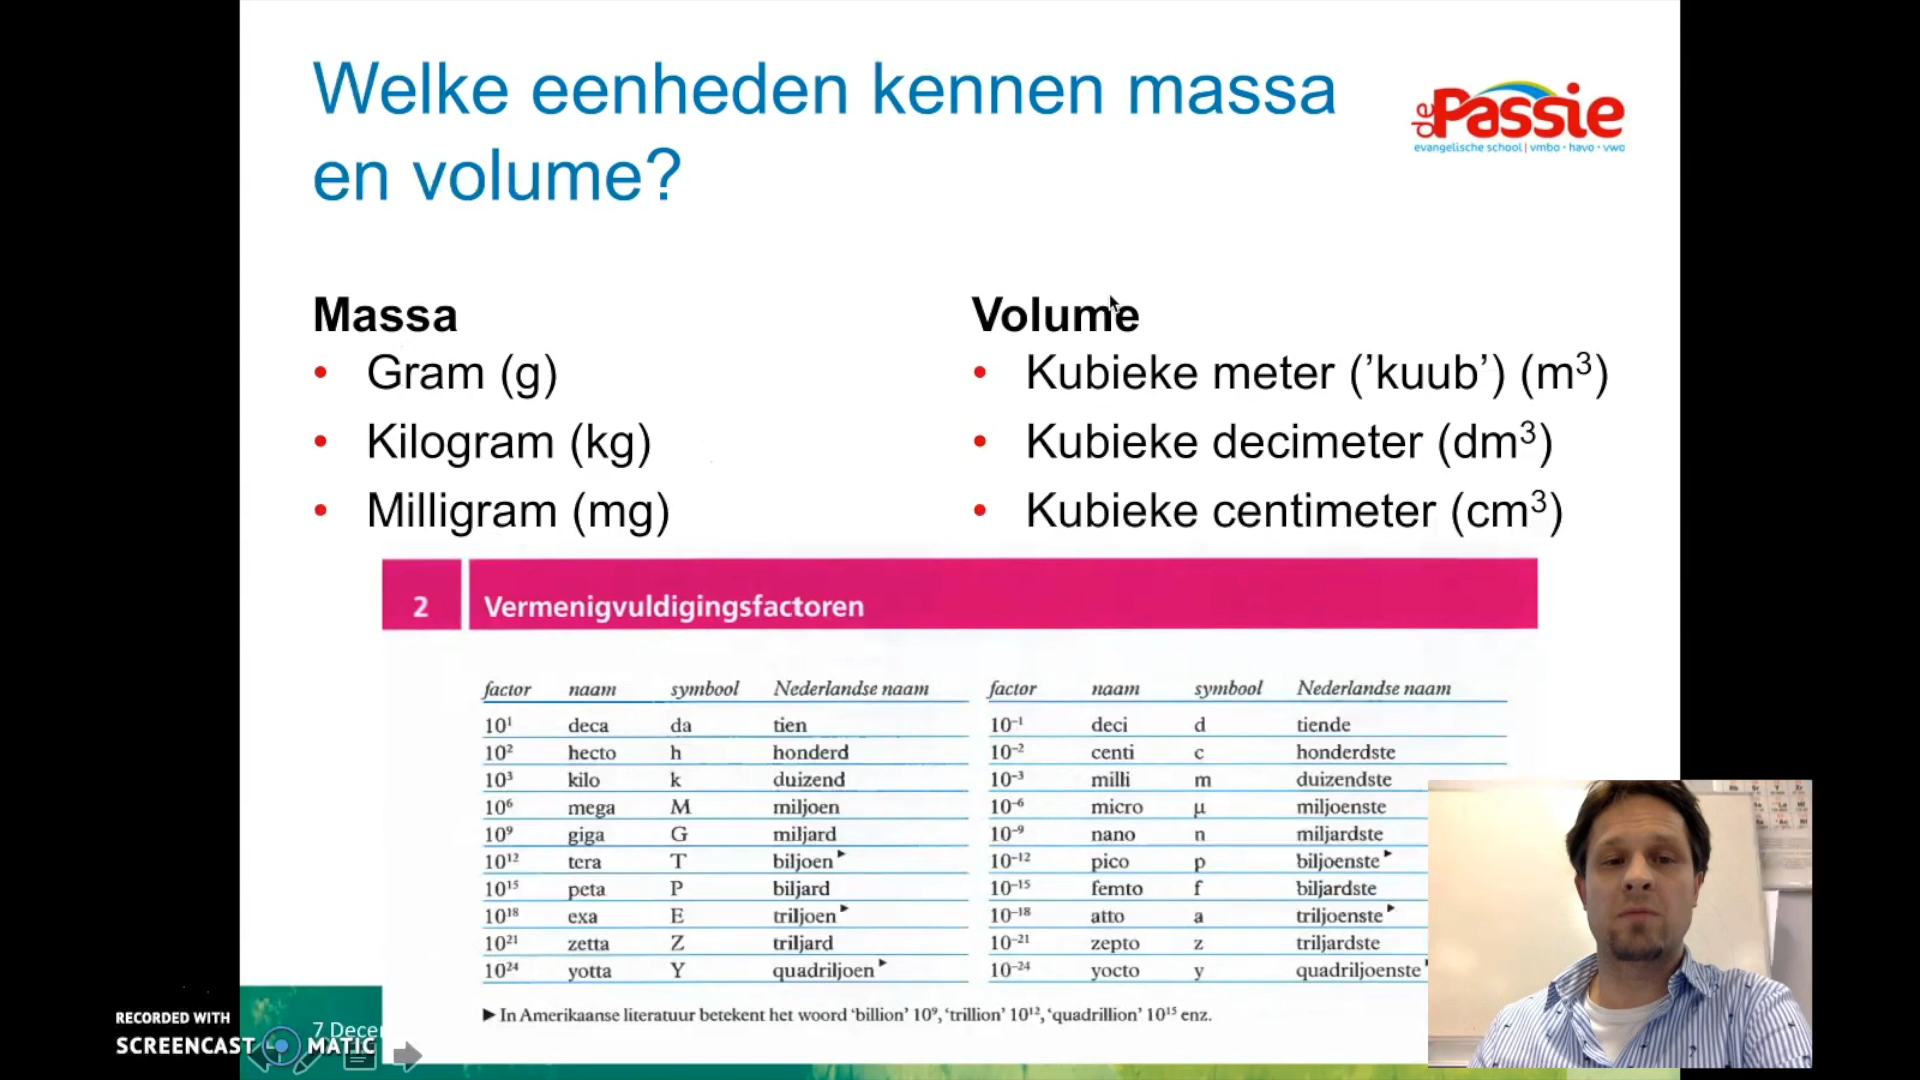 Welke eenheden kennen massa
en volume?
de Passie
evangelische school | vmbo • havo • vwo
Massa
• Gram (g)
• Kilogram (kg)
• Milligram (mg)
Volume
• Kubieke meter (’kuub’) (m³)
• Kubieke decimeter (dm³)
• Kubieke centimeter (cm³)
2 Vermenigvuldigingsfactoren
factor naam symbool Nederlandse naam factor naam symbool Nederlandse naam
10¹ deca da tien 10⁻¹ deci d tiende
10² hecto h honderd 10⁻² centi c honderdste
10³ kilo k duizend 10⁻³ milli m duizendste
10⁶ mega M miljoen 10⁻⁶ micro μ miljoenste
10⁹ giga G miljard 10⁻⁹ nano n miljardste
10¹² tera T biljoen▶ 10⁻¹² pico p biljoenste▶
10¹⁵ peta P biljard 10⁻¹⁵ femto f biljardste
10¹⁸ exa E triljoen▶ 10⁻¹⁸ atto a triljoenste▶
10²¹ zetta Z triljard 10⁻²¹ zepto z triljardste
10²⁴ yotta Y quadriljoen▶ 10⁻²⁴ yocto y quadriljoenste
▶ In Amerikaanse literatuur betekent het woord ‘billion’ 10⁹, ‘trillion’ 10¹², ‘quadrillion’ 10¹⁵ enz.
7 Decem
RECORDED WITH
SCREENCAST MATIC